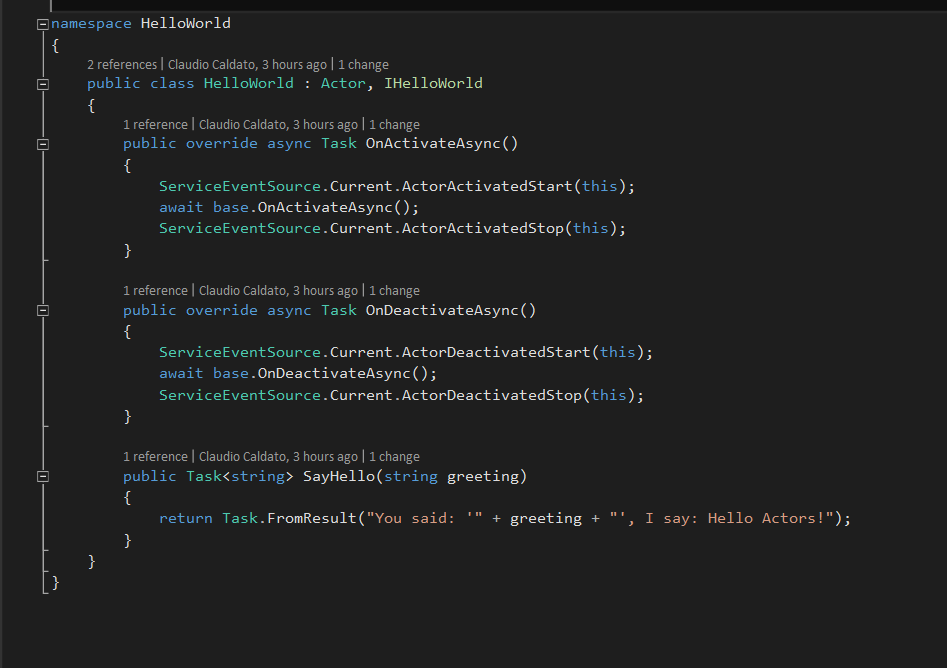 namespace HelloWorld
{
2 references | Claudio Caldato, 3 hours ago | 1 change
public class HelloWorld : Actor, IHelloWorld
{
1 reference | Claudio Caldato, 3 hours ago | 1 change
public override async Task OnActivateAsync()
{
ServiceEventSource.Current.ActorActivatedStart(this);
await base.OnActivateAsync();
ServiceEventSource.Current.ActorActivatedStop(this);
}
1 reference | Claudio Caldato, 3 hours ago | 1 change
public override async Task OnDeactivateAsync()
{
ServiceEventSource.Current.ActorDeactivatedStart(this);
await base.OnDeactivateAsync();
ServiceEventSource.Current.ActorDeactivatedStop(this);
}
1 reference | Claudio Caldato, 3 hours ago | 1 change
public Task<string> SayHello(string greeting)
{
return Task.FromResult("You said: '" + greeting + "', I say: Hello Actors!");
}
}
}